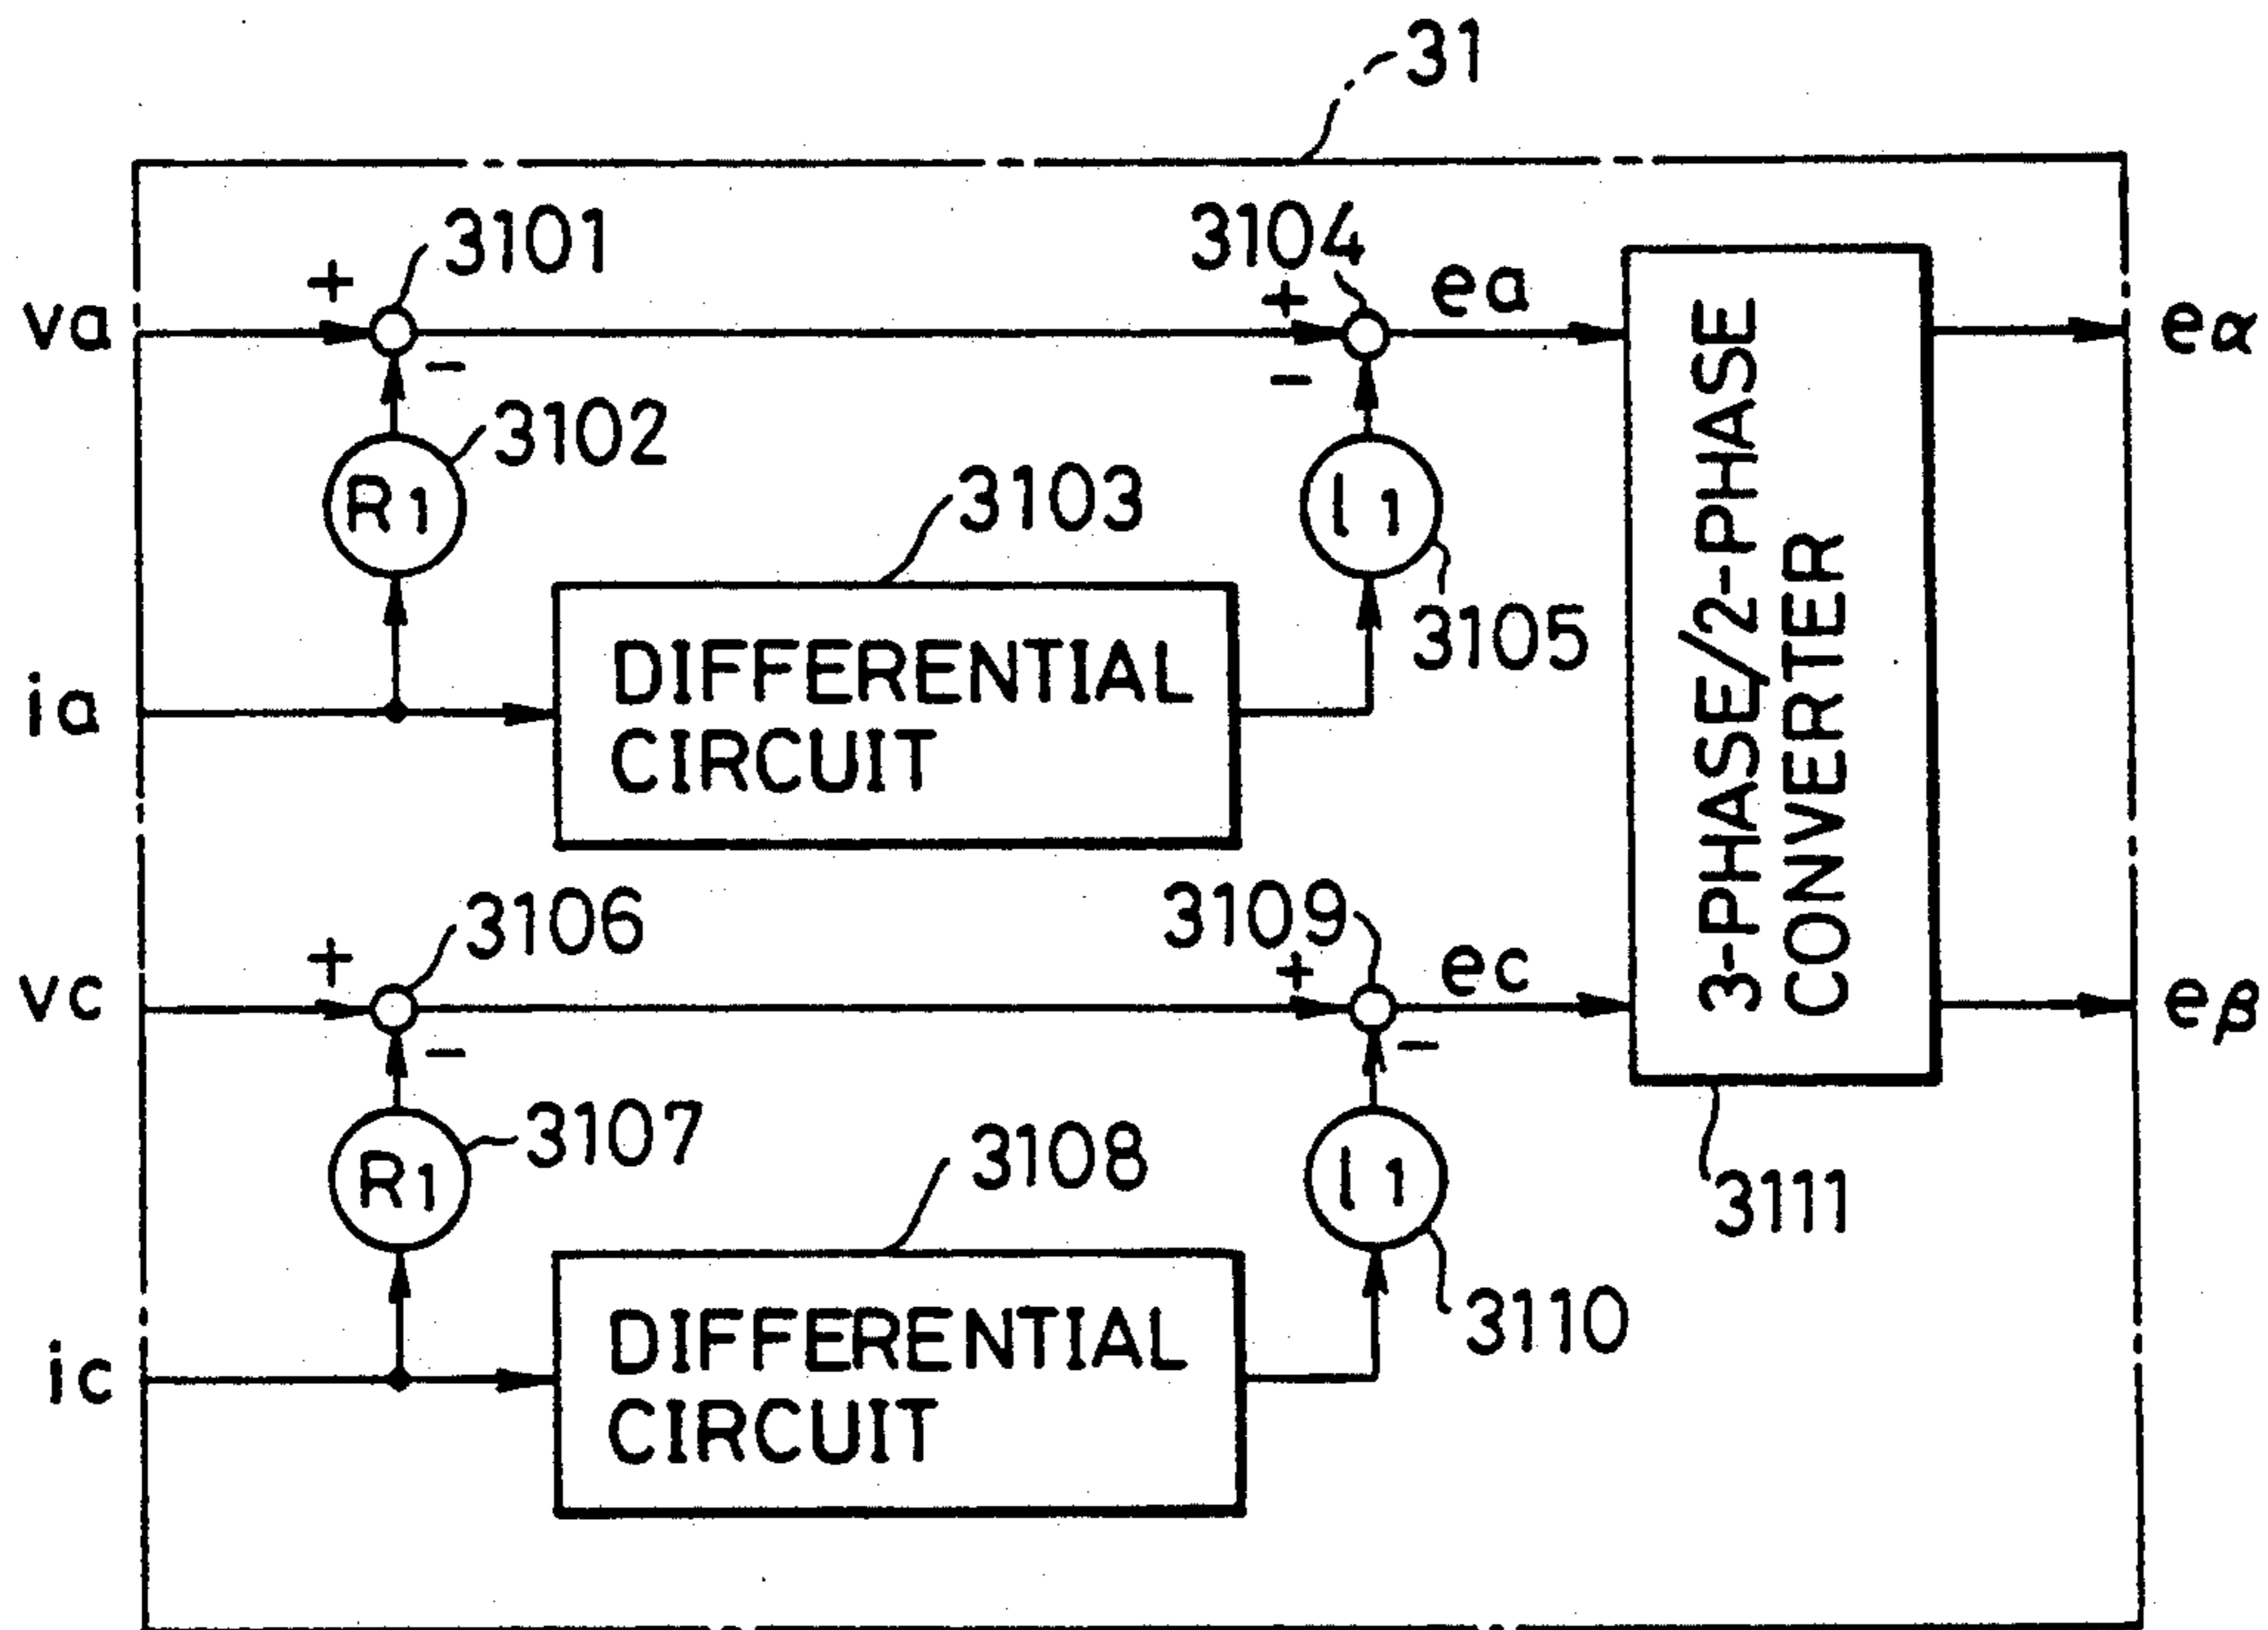 31
3101
3104
+
+
ea
va
eα
-
-
3102
R1
3103
l1
3105
DIFFERENTIAL
CIRCUIT
ia
3-PHASE/2-PHASE
CONVERTER
3106
3109
+
+
ec
vc
eβ
-
-
3107
R1
3108
l1
3111
3110
DIFFERENTIAL
CIRCUIT
ic